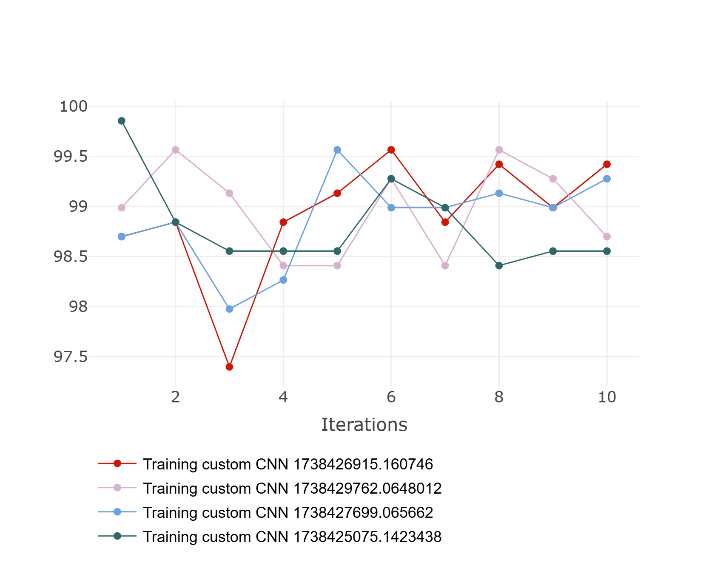 100
99.5
99
98.5
98
97.5
2 4 6 8 10
Iterations
Training custom CNN 1738426915.160746
Training custom CNN 1738429762.0648012
Training custom CNN 1738427699.065662
Training custom CNN 1738425075.1423438